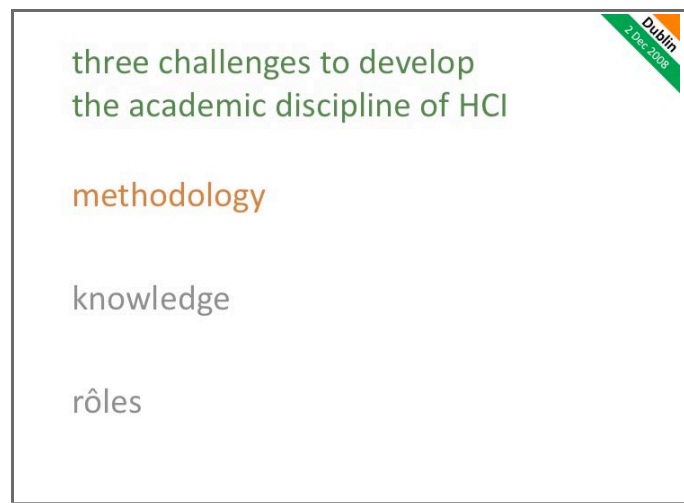 three challenges to develop
the academic discipline of HCI
Dublin
2 Dec 2008
methodology
knowledge
rôles